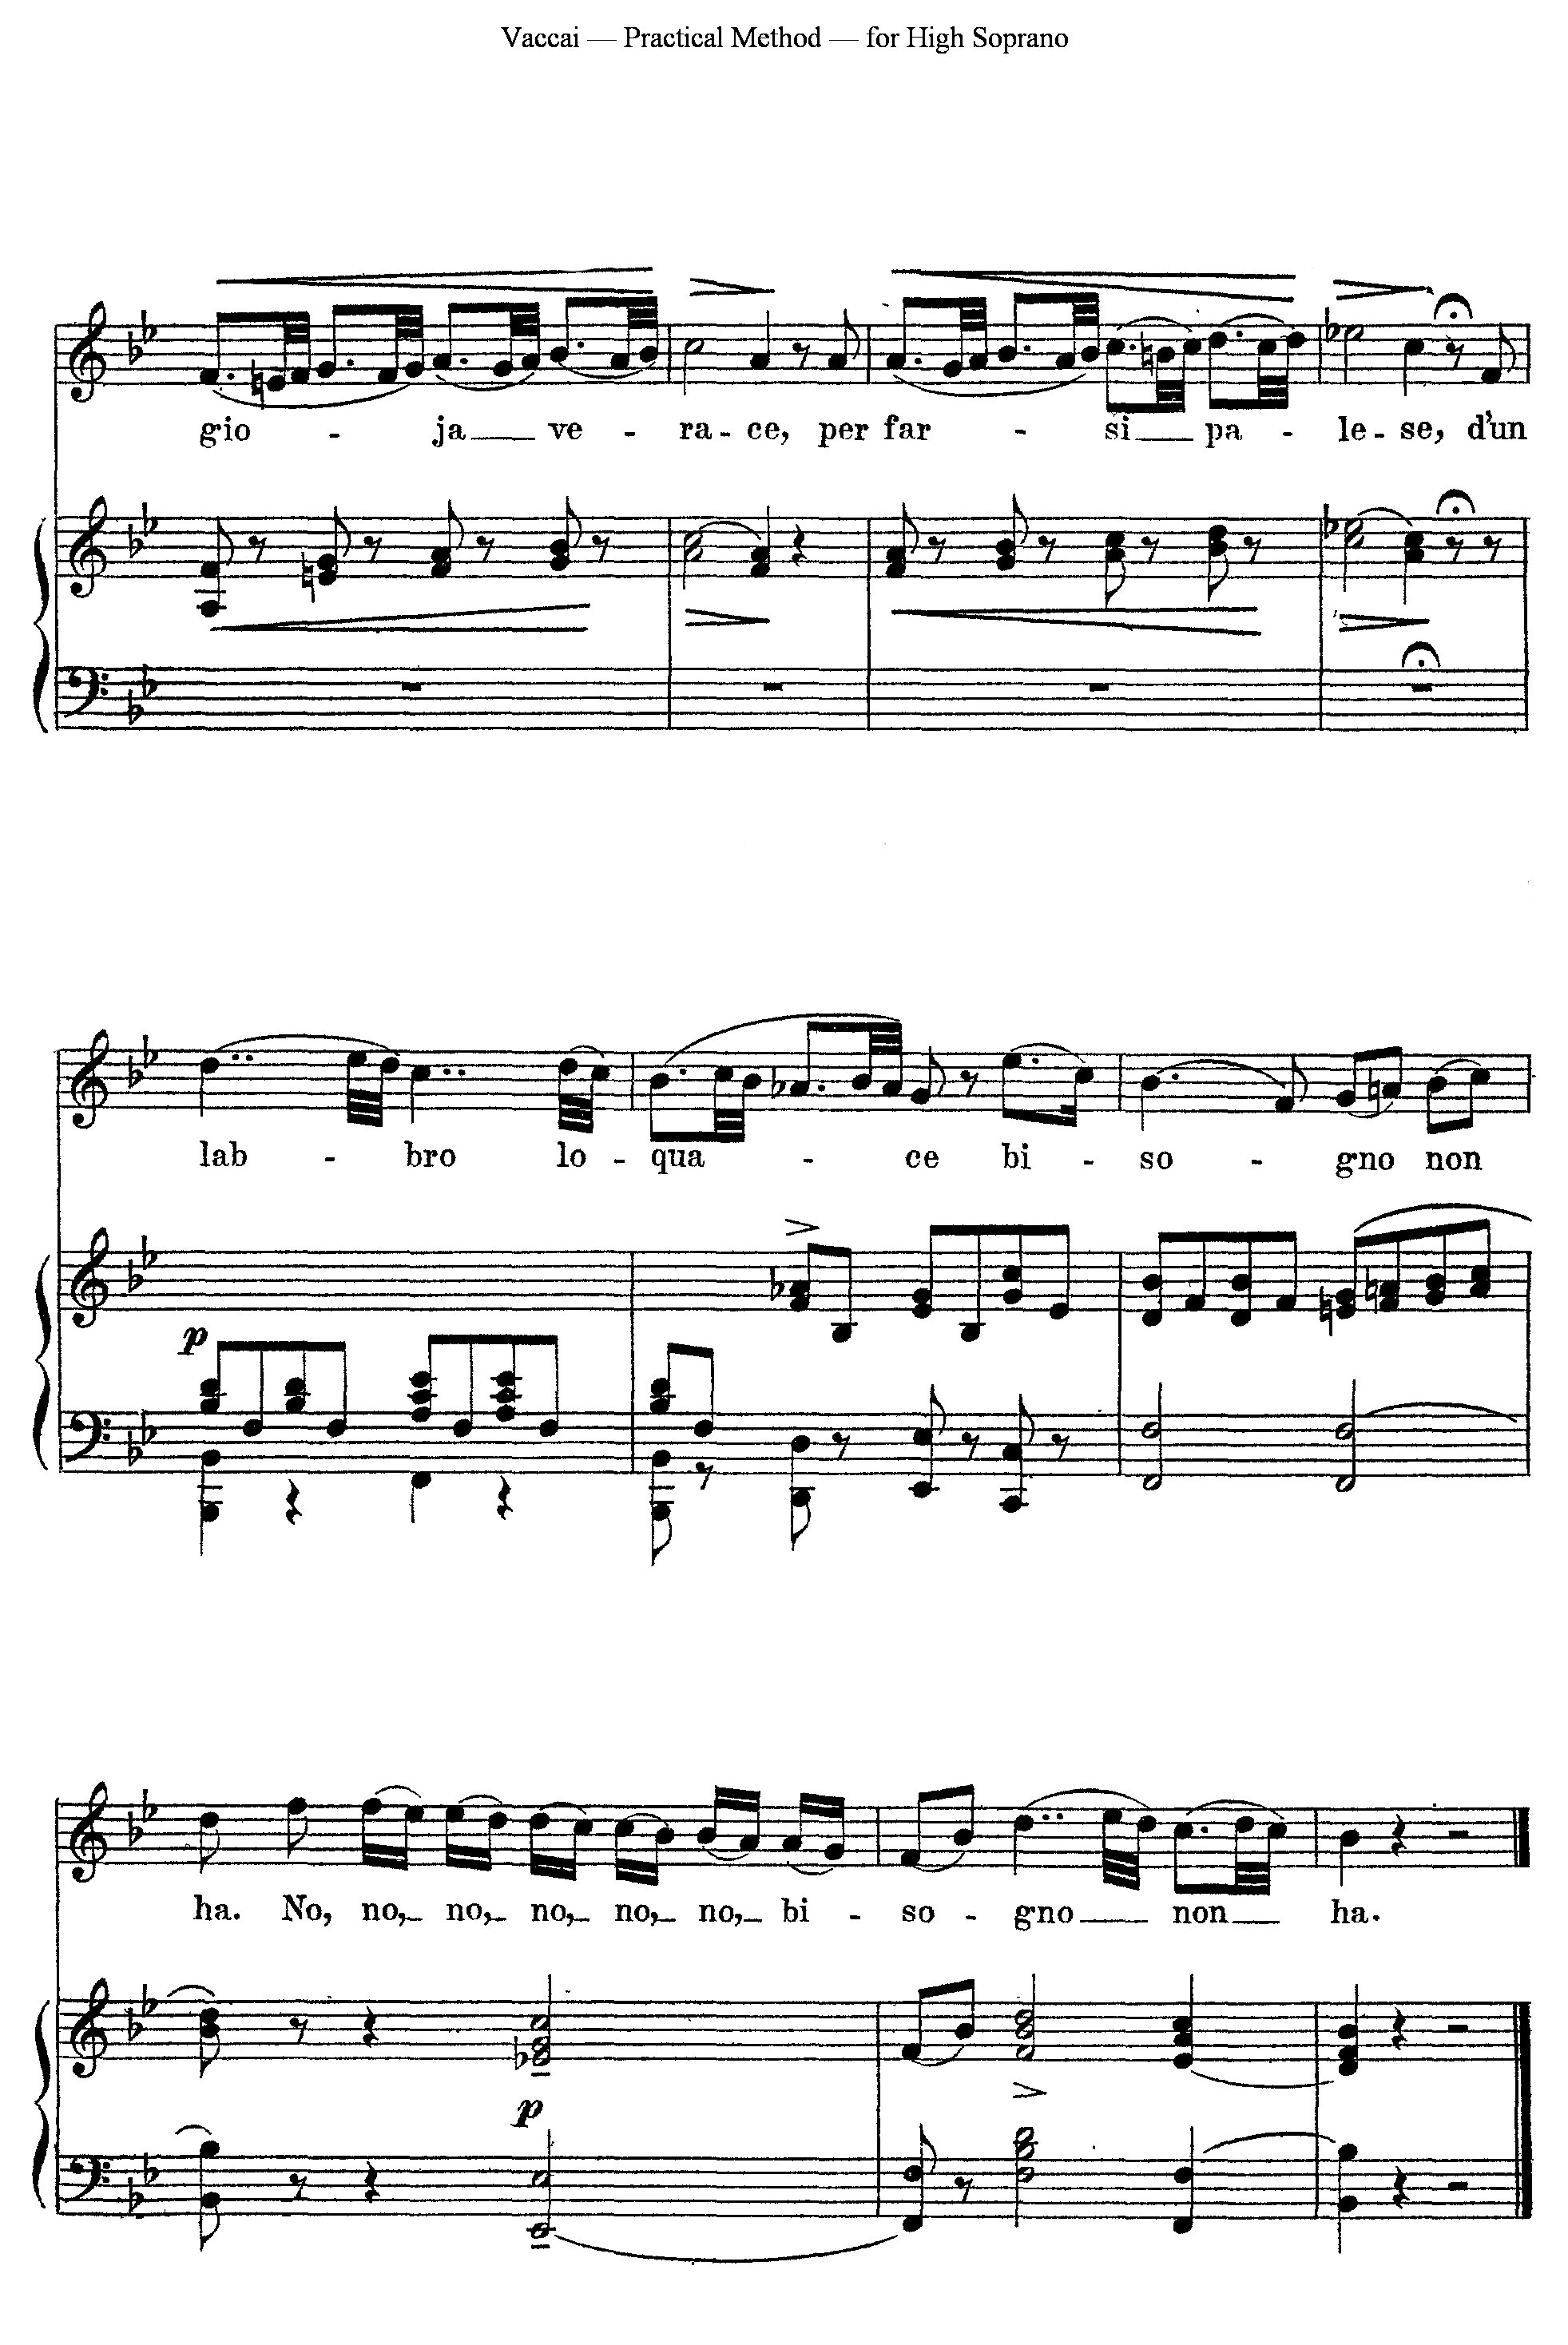 Vaccai — Practical Method — for High Soprano
gio - ja ve - ra - ce, per far - si pa - le - se, d'un
p
lab - bro lo - qua - ce bi - so - gno non
ha. No, no, no, no, no, no, bi - so - gno non ha.
p